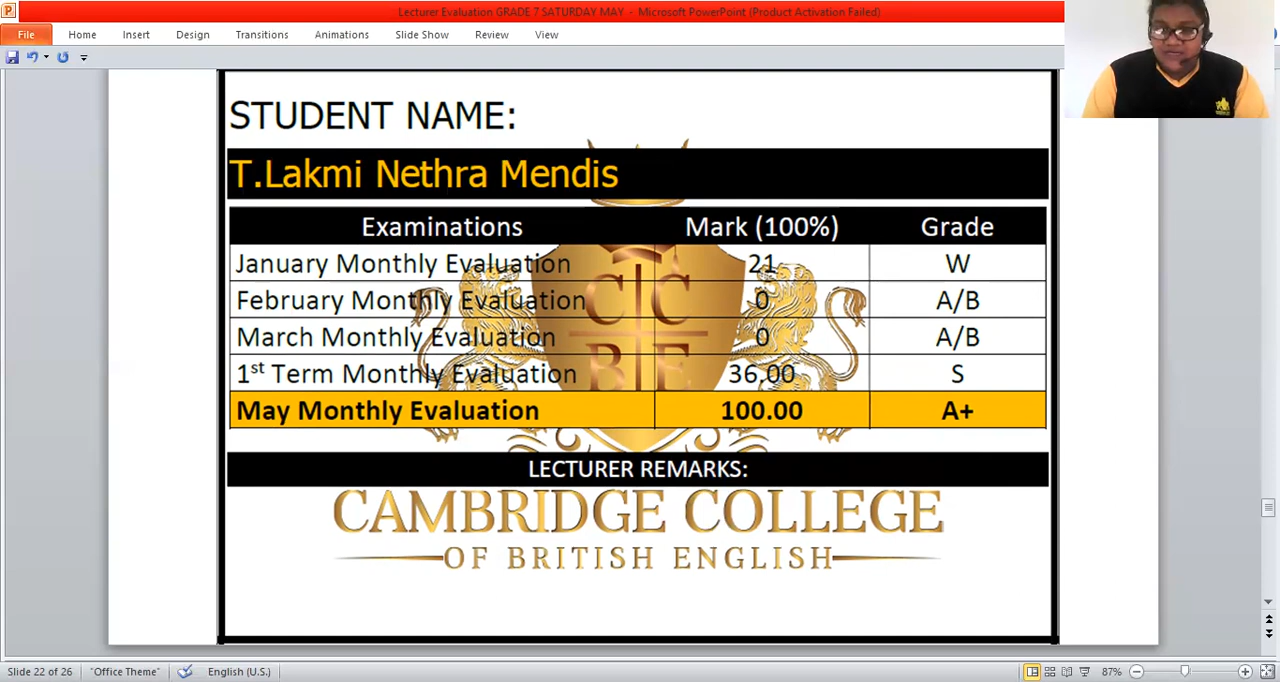 Lecturer Evaluation GRADE 7 SATURDAY MAY - Microsoft PowerPoint (Product Activation Failed)
File Home Insert Design Transitions Animations Slide Show Review View
STUDENT NAME:
T.Lakmi Nethra Mendis
Examinations Mark (100%) Grade
January Monthly Evaluation 21 W
February Monthly Evaluation 0 A/B
March Monthly Evaluation 0 A/B
1st Term Monthly Evaluation 36.00 S
May Monthly Evaluation 100.00 A+
C C
B E
LECTURER REMARKS:
CAMBRIDGE COLLEGE
OF BRITISH ENGLISH
Slide 22 of 26 "Office Theme" English (U.S.) 87%